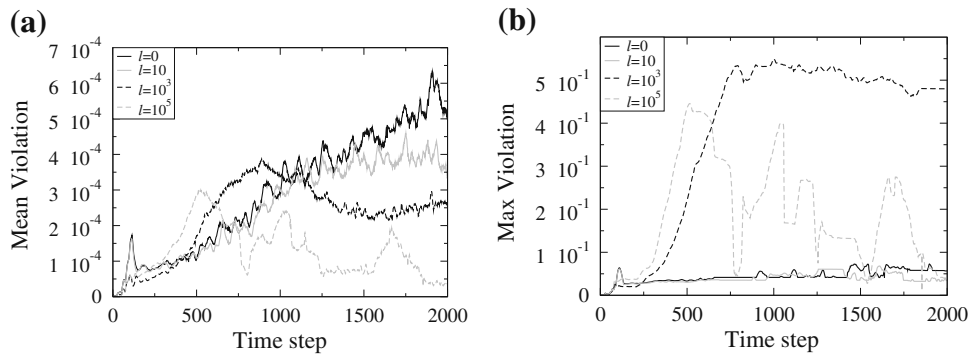 (a)
Mean Violation
7 10⁻⁴
6 10⁻⁴
5 10⁻⁴
4 10⁻⁴
3 10⁻⁴
2 10⁻⁴
1 10⁻⁴
0
l=0
l=10
l=10³
l=10⁵
0 500 1000 1500 2000
Time step
(b)
Max Violation
5 10⁻¹
4 10⁻¹
3 10⁻¹
2 10⁻¹
1 10⁻¹
0
l=0
l=10
l=10³
l=10⁵
0 500 1000 1500 2000
Time step